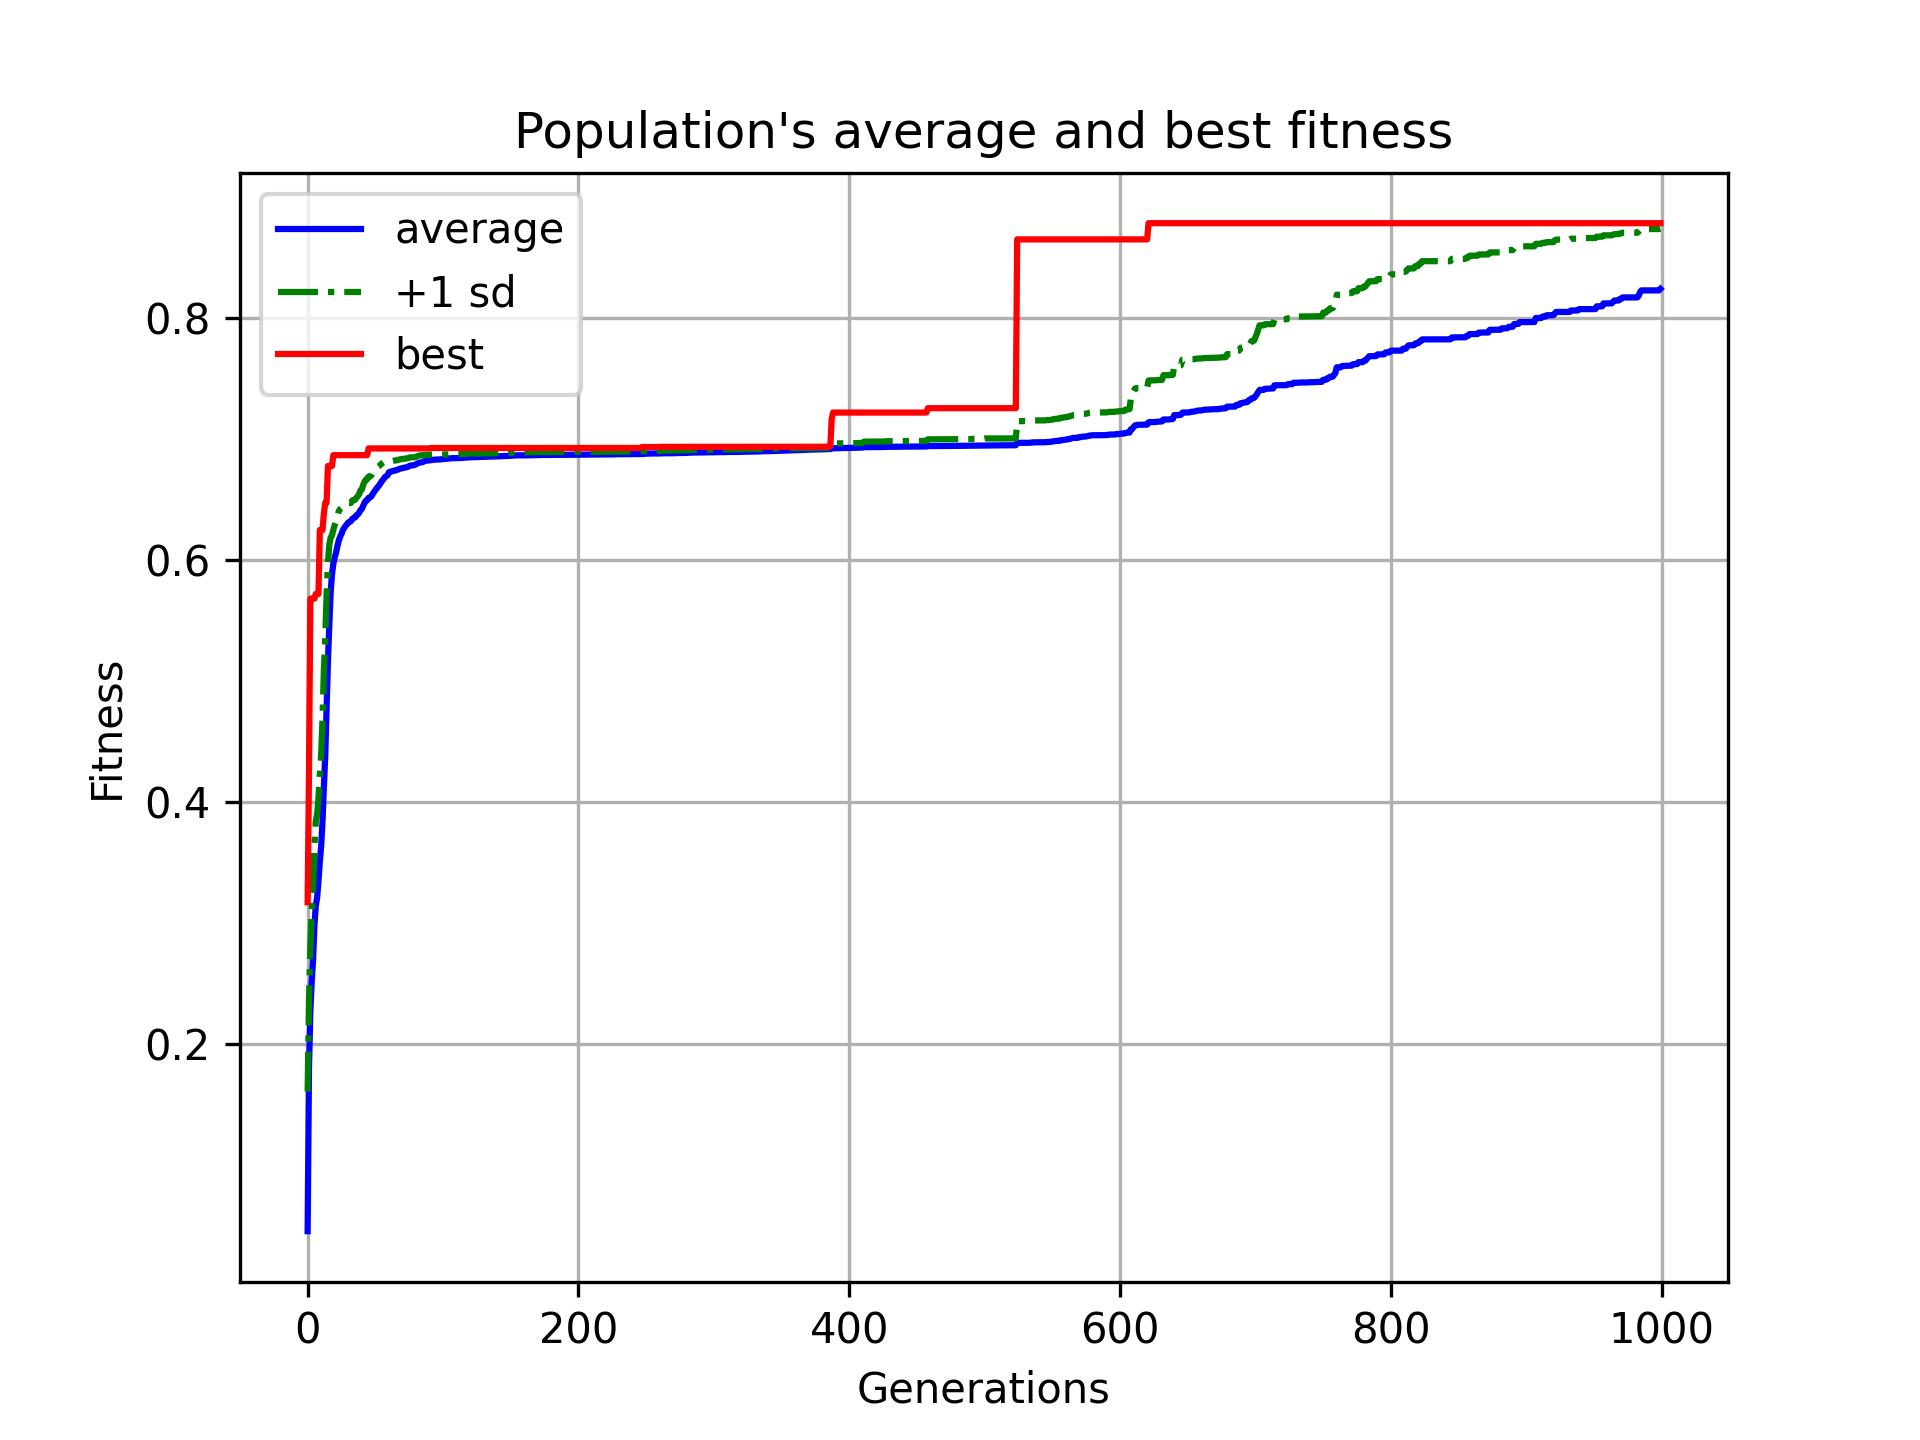 Population's average and best fitness
average
+1 sd
best
0.8
0.6
0.4
0.2
Fitness
0 200 400 600 800 1000
Generations